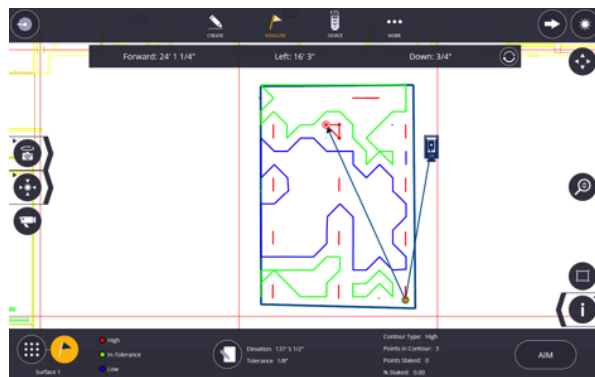 CREATE
MEASURE
DEVICE
MORE
Forward: 24' 1 1/4"
Left: 16' 3"
Down: 3/4"
Surface 1
High
In-Tolerance
Low
Elevation 137' 5 1/2"
Tolerance 1/8"
Contour Type: High
Points In Contour: 3
Points Staked: 0
% Staked: 0.00
AIM